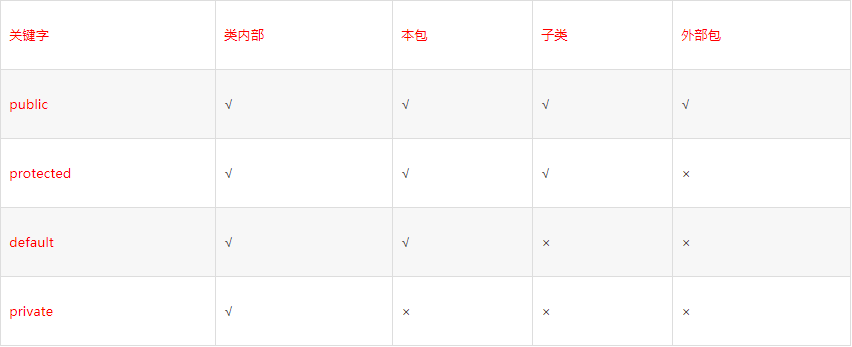 关键字 类内部 本包 子类 外部包
public √ √ √ √
protected √ √ √ ×
default √ √ × ×
private √ × × ×